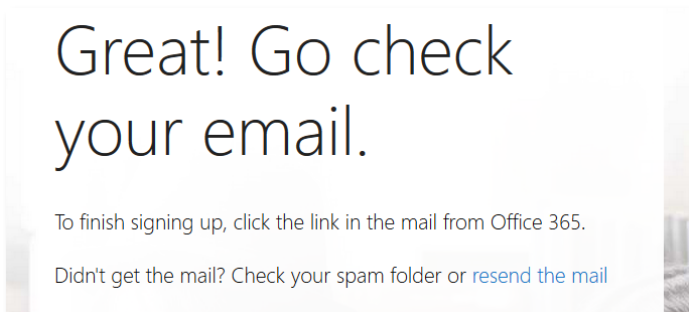 Great! Go check
your email.
To finish signing up, click the link in the mail from Office 365.
Didn't get the mail? Check your spam folder or resend the mail